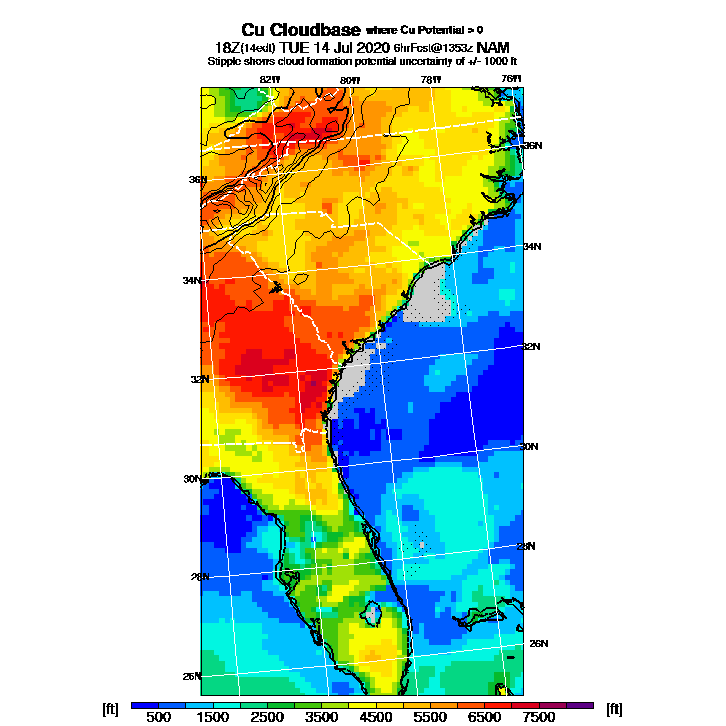 Cu Cloudbase where Cu Potential > 0
18Z(14edt) TUE 14 Jul 2020 6hrFcst@1353z NAM
Stipple shows cloud formation potential uncertainty of +/- 1000 ft
82W 80W 78W 76W
36N
36N
34N
34N
32N
32N
30N
30N
28N
28N
26N
26N
[ft] 500 1500 2500 3500 4500 5500 6500 7500 [ft]